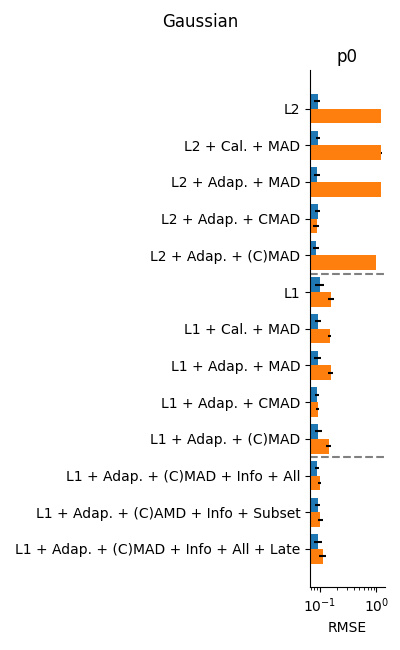 Gaussian
p0
L2
L2 + Cal. + MAD
L2 + Adap. + MAD
L2 + Adap. + CMAD
L2 + Adap. + (C)MAD
L1
L1 + Cal. + MAD
L1 + Adap. + MAD
L1 + Adap. + CMAD
L1 + Adap. + (C)MAD
L1 + Adap. + (C)MAD + Info + All
L1 + Adap. + (C)AMD + Info + Subset
L1 + Adap. + (C)MAD + Info + All + Late
10⁻¹ 10⁰
RMSE